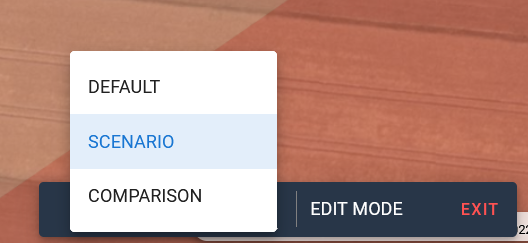 DEFAULT
SCENARIO
COMPARISON
EDIT MODE
EXIT